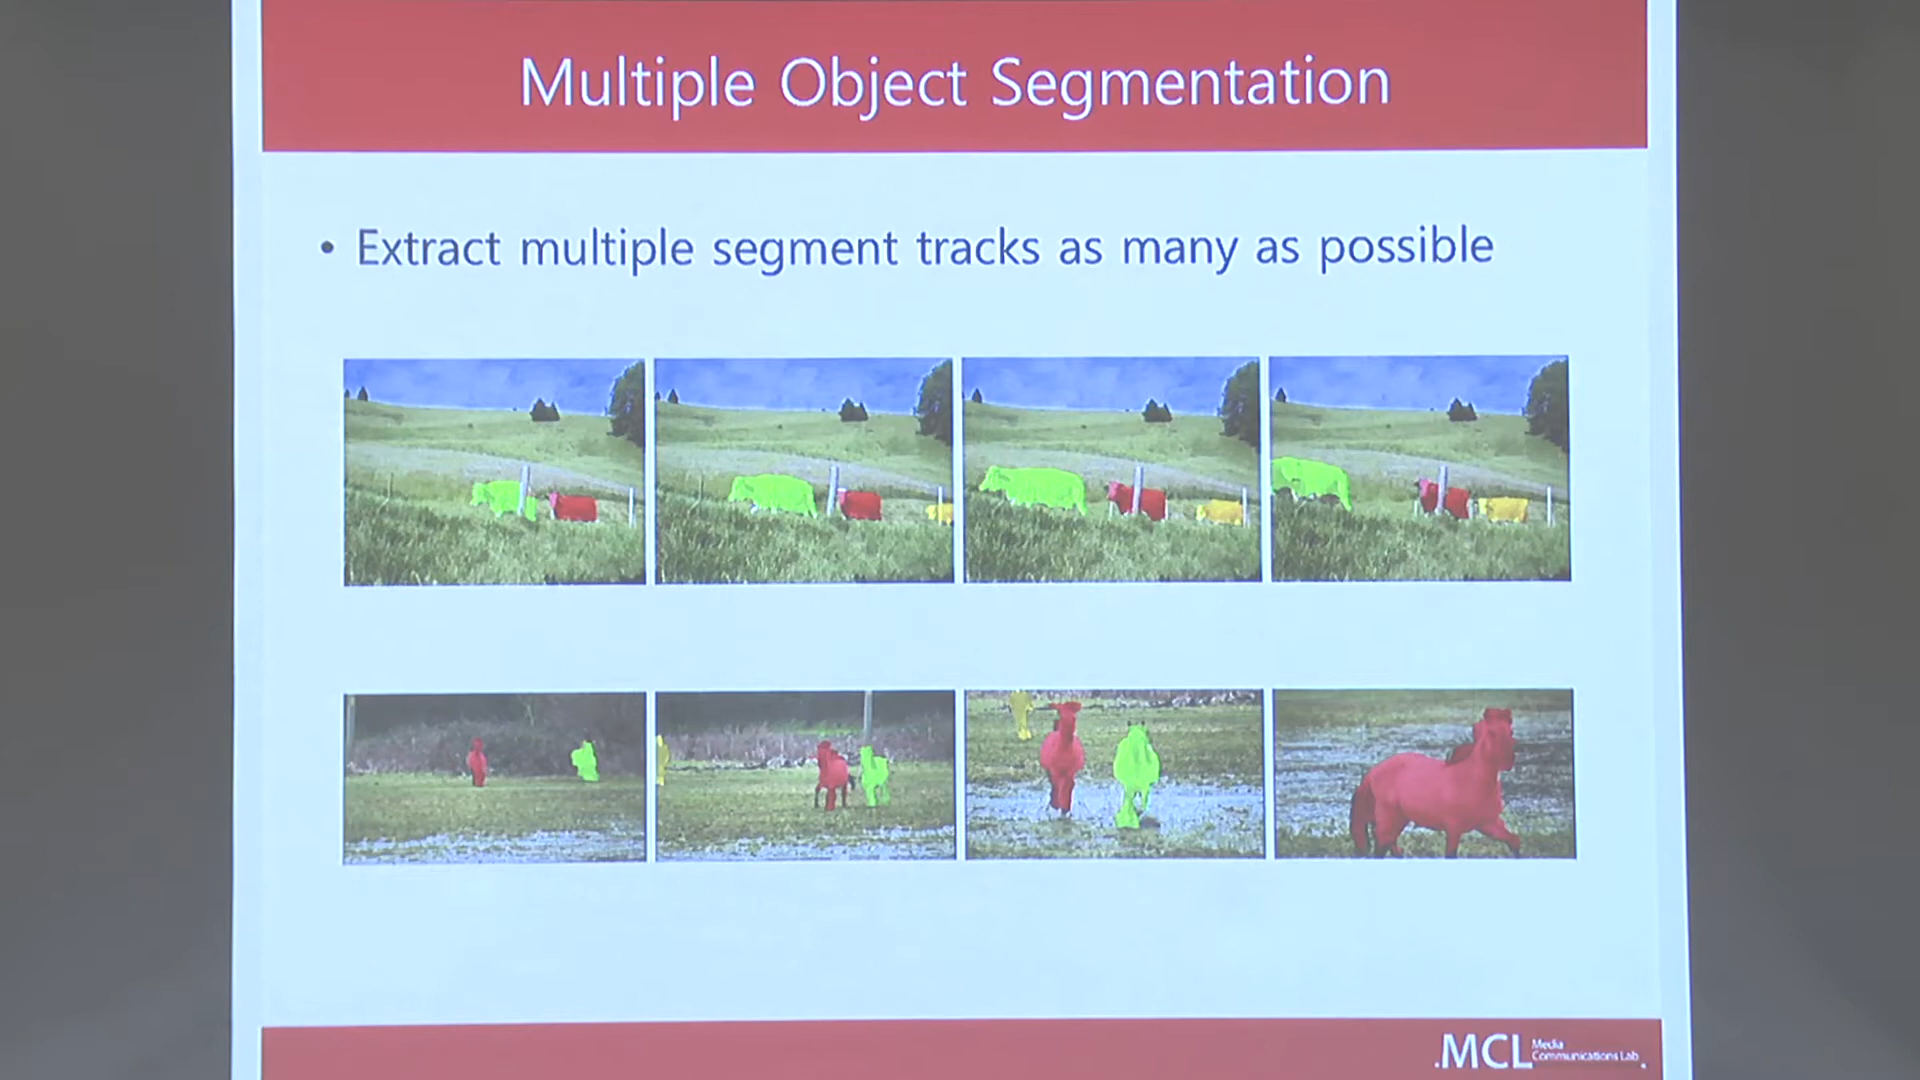 Multiple Object Segmentation
• Extract multiple segment tracks as many as possible
.MCL Media
Communications Lab.